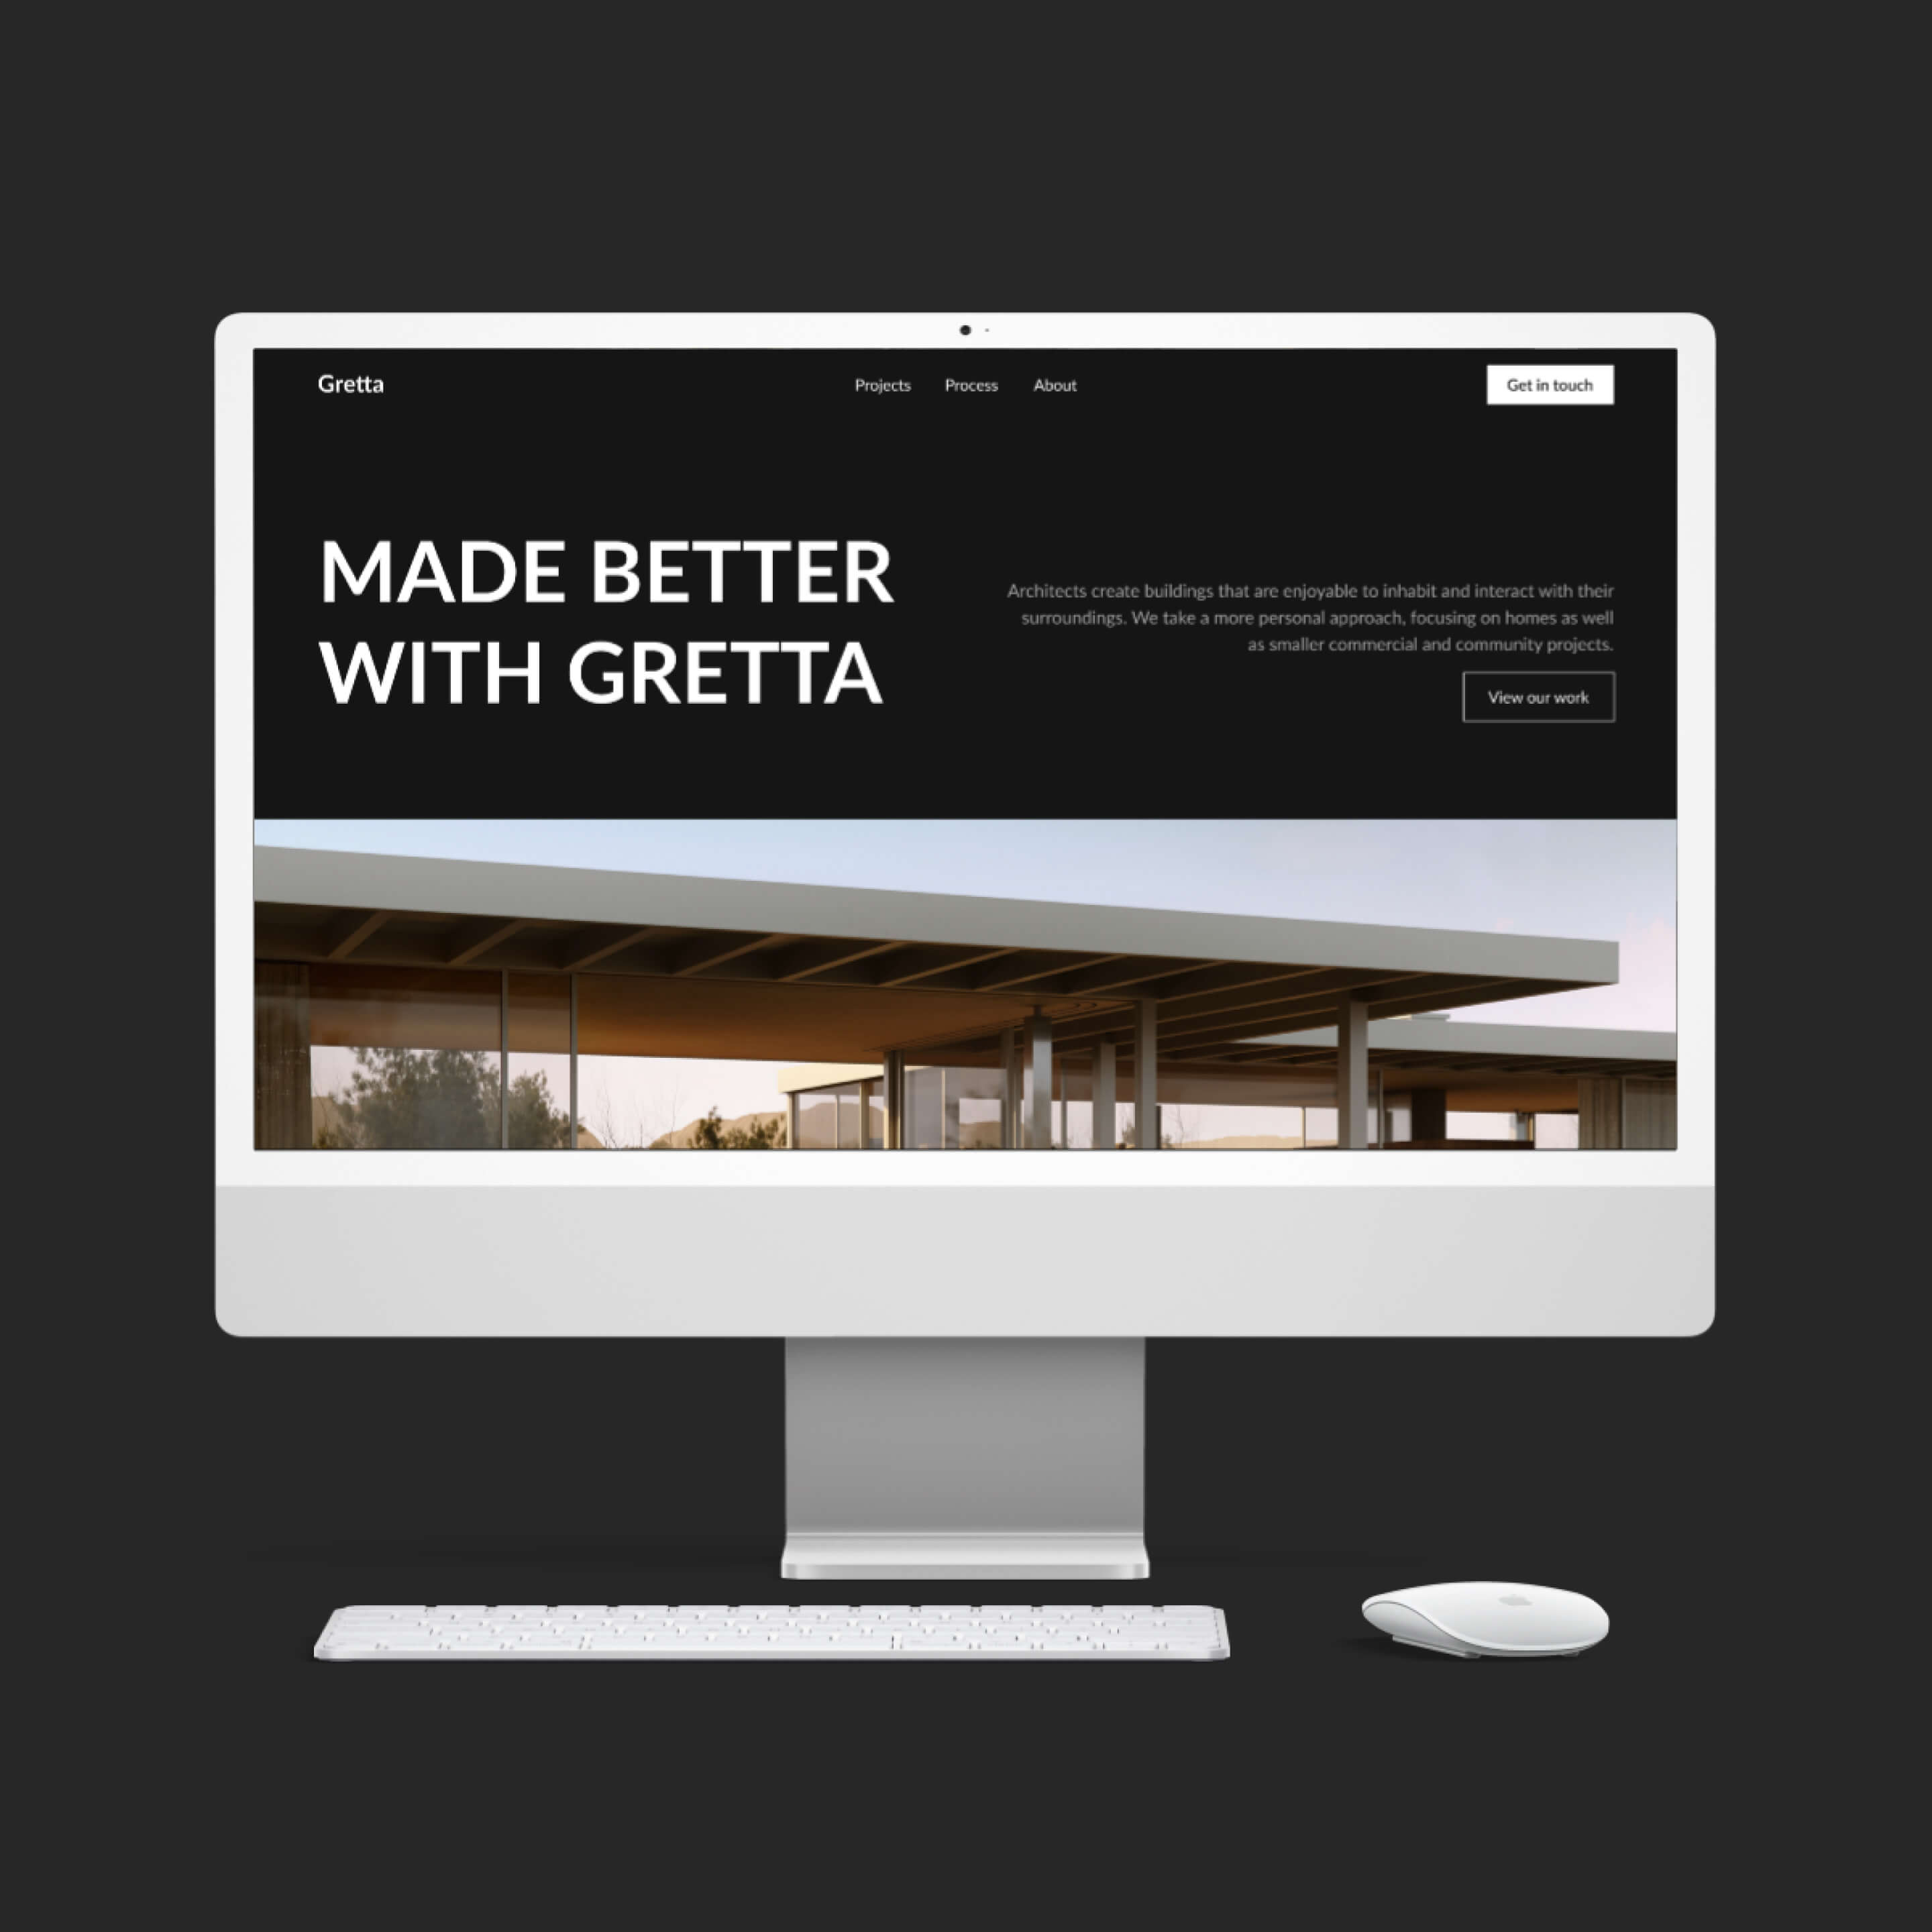 Gretta
Projects
Process
About
Get in touch
MADE BETTER
WITH GRETTA
Architects create buildings that are enjoyable to inhabit and interact with their
surroundings. We take a more personal approach, focusing on homes as well
as smaller commercial and community projects.
View our work